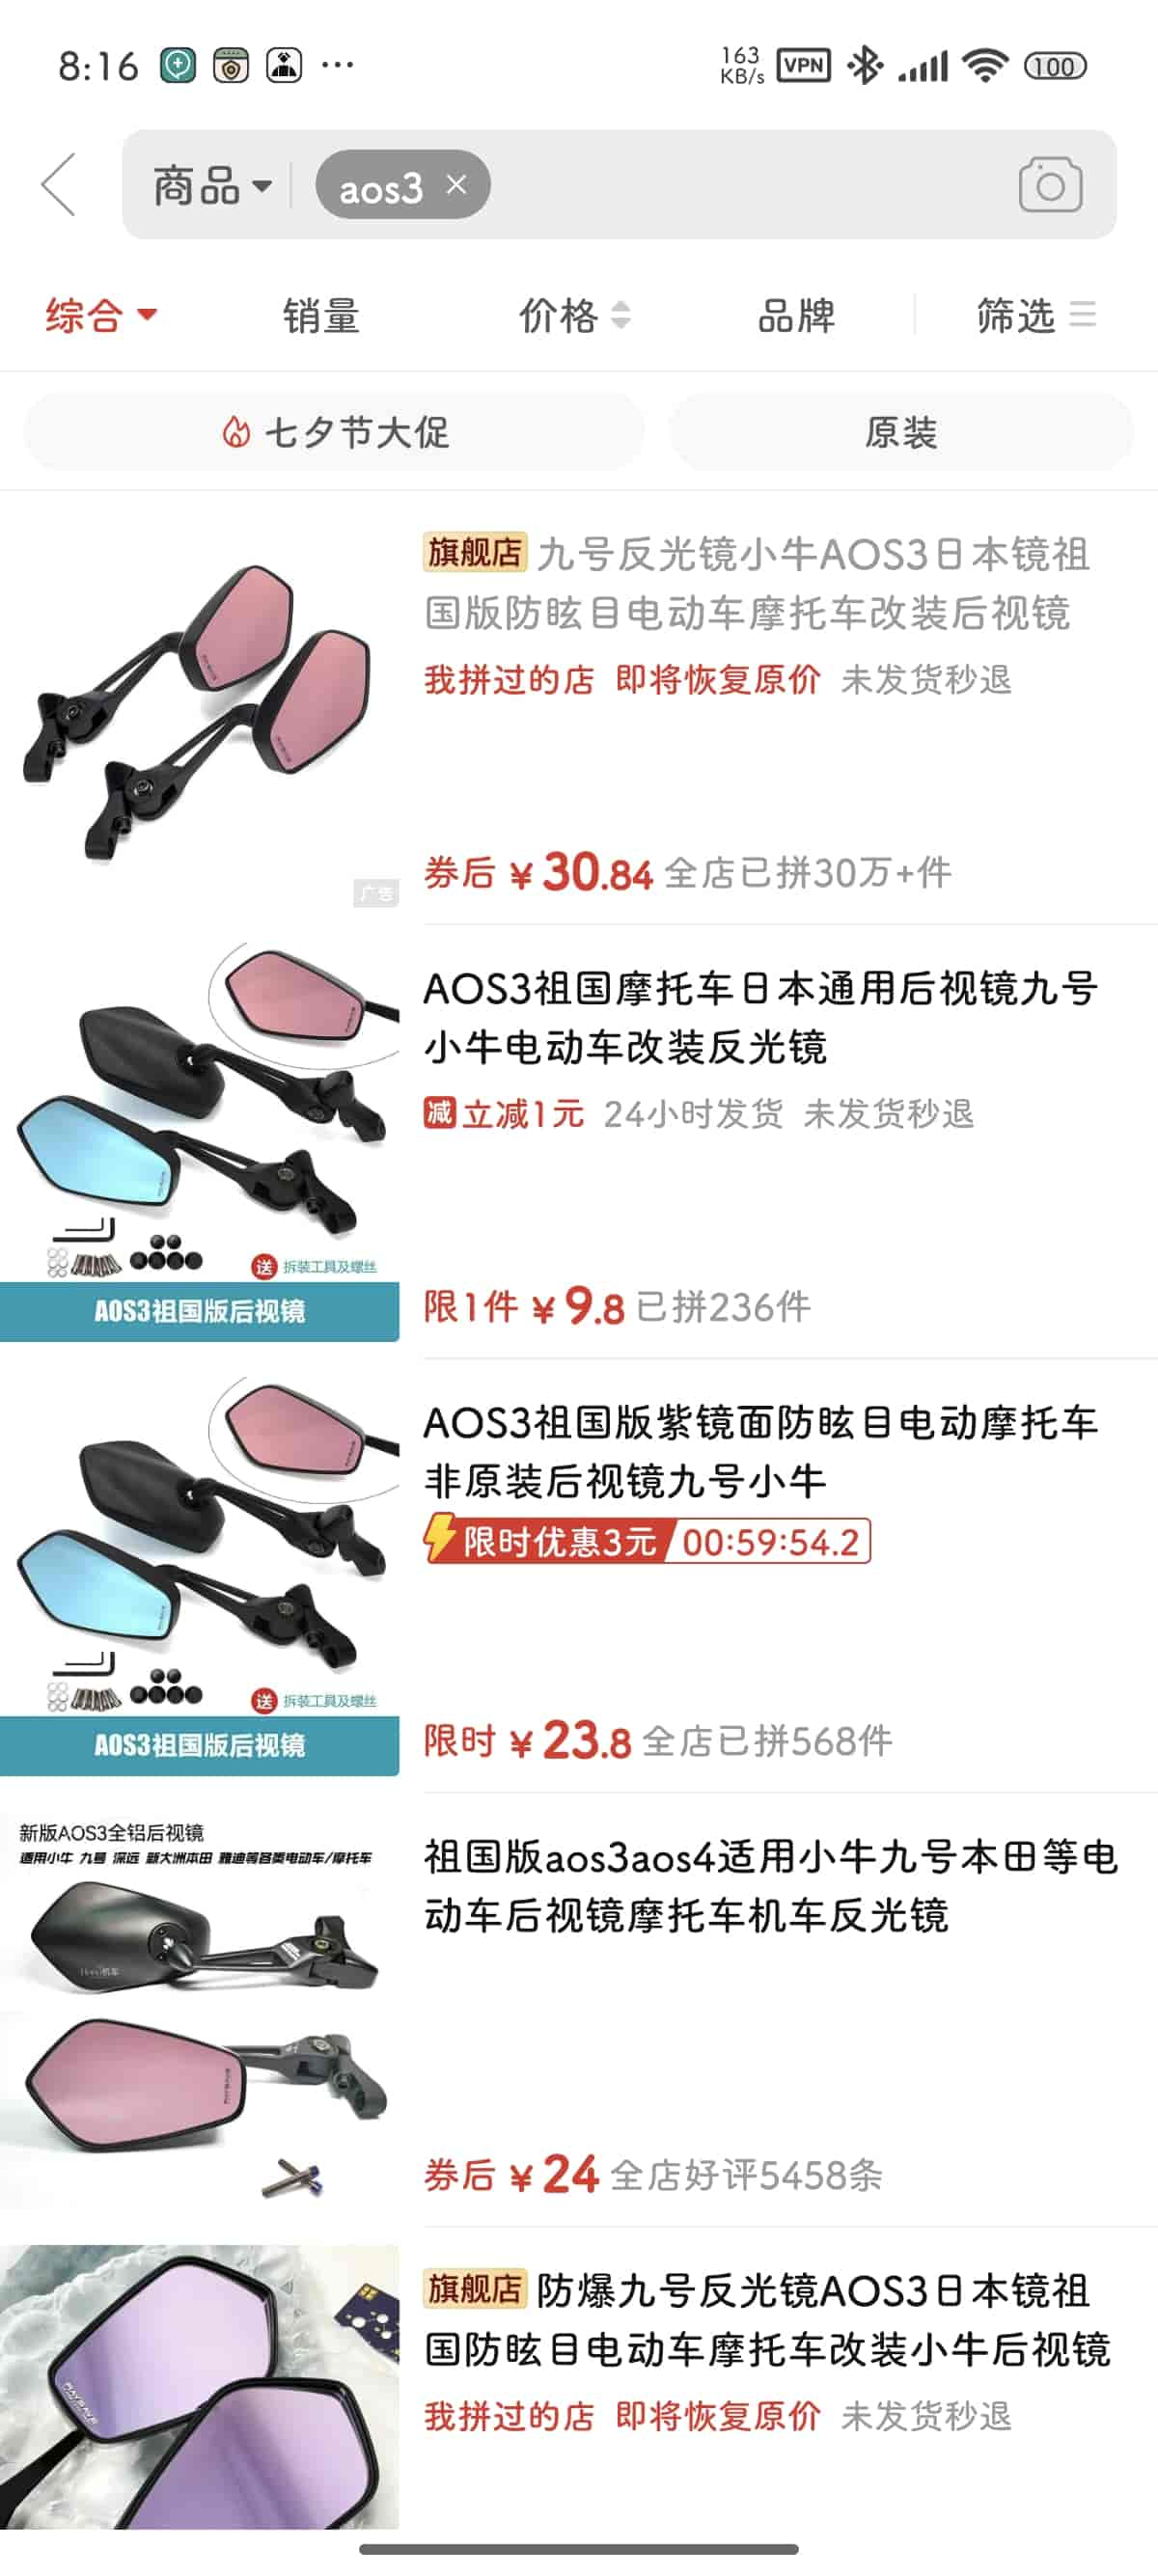 8:16
163
KB/s
VPN
100
商品
aos3
综合
销量
价格
品牌
筛选
七夕节大促
原装
旗舰店 九号反光镜小牛AOS3日本镜祖
国版防眩目电动车摩托车改装后视镜
我拼过的店 即将恢复原价 未发货秒退
券后 ¥30.84 全店已拼30万+件
广告
AOS3祖国摩托车日本通用后视镜九号
小牛电动车改装反光镜
减 立减1元 24小时发货 未发货秒退
送 拆装工具及螺丝
AOS3祖国版后视镜
限1件 ¥9.8 已拼236件
AOS3祖国版紫镜面防眩目电动摩托车
非原装后视镜九号小牛
限时优惠3元 00:59:54.2
送 拆装工具及螺丝
AOS3祖国版后视镜
限时 ¥23.8 全店已拼568件
新版AOS3全铝后视镜
适用小牛 九号 深远 新大洲本田 雅迪等各类电动车/摩托车
祖国版aos3aos4适用小牛九号本田等电
动车后视镜摩托车机车反光镜
券后 ¥24 全店好评5458条
旗舰店 防爆九号反光镜AOS3日本镜祖
国防眩目电动车摩托车改装小牛后视镜
我拼过的店 即将恢复原价 未发货秒退